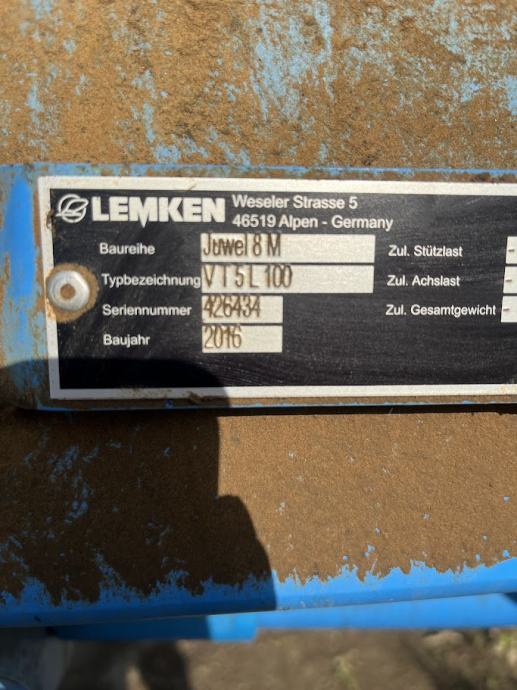 LEMKEN
Weseler Strasse 5
46519 Alpen - Germany
Baureihe Juwel 8 M Zul. Stützlast -
Typbezeichnung V T 5 L 100 Zul. Achslast -
Seriennummer 426434 Zul. Gesamtgewicht -
Baujahr 2016